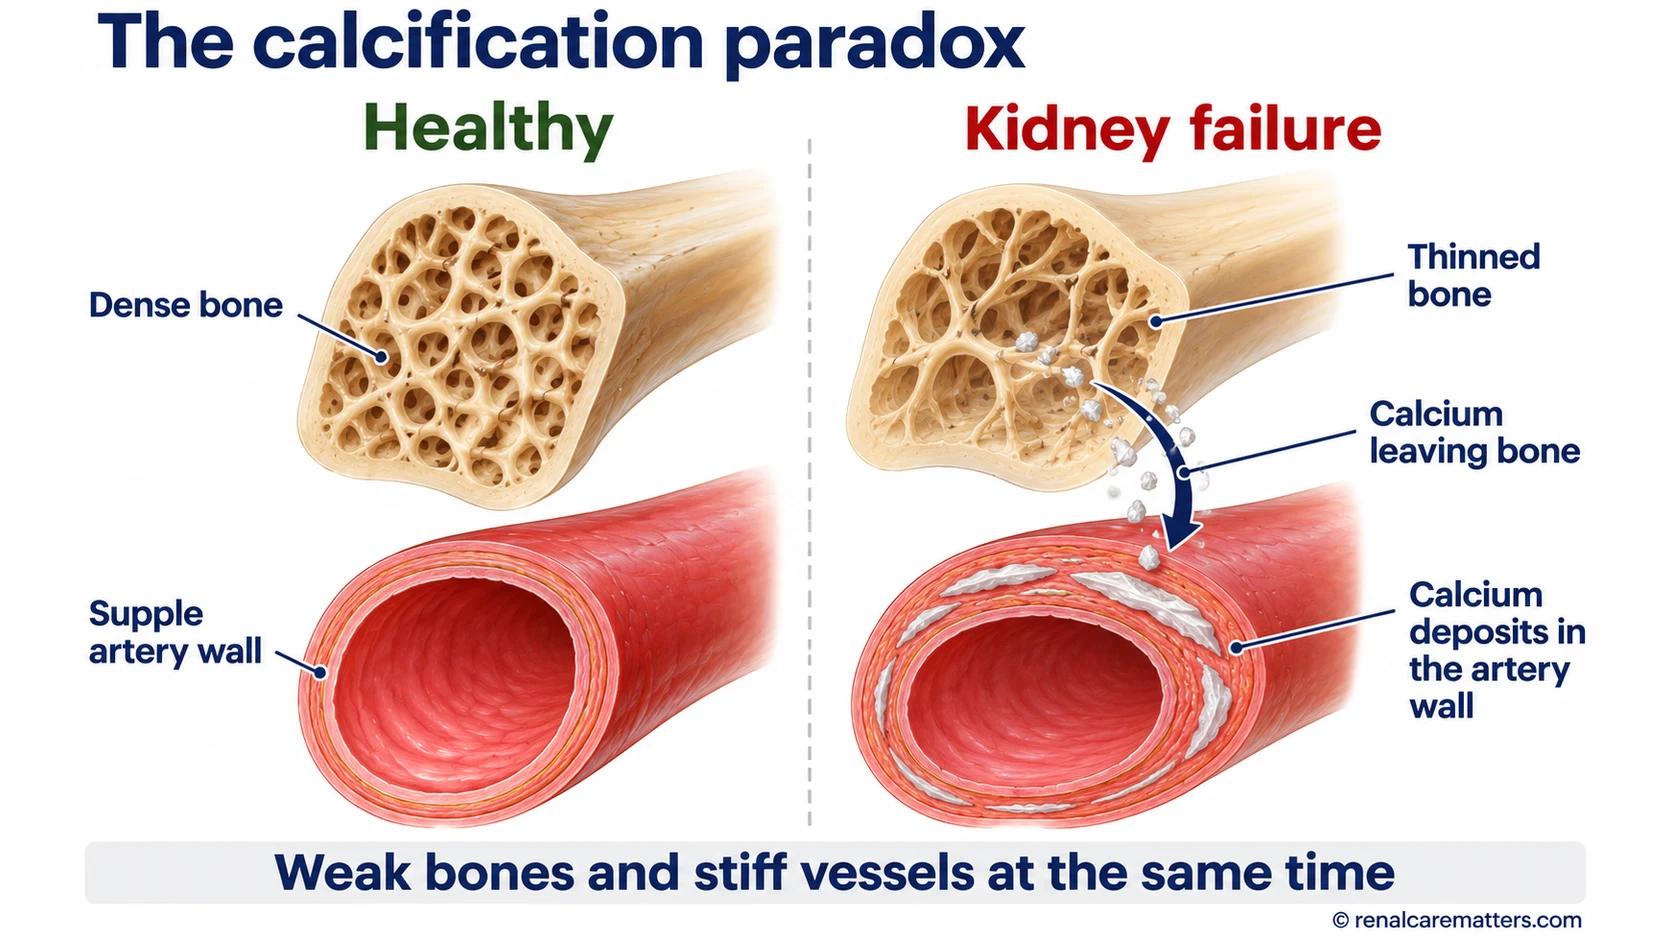 The calcification paradox
Healthy
Kidney failure
Dense bone
Thinned
bone
Calcium
leaving bone
Supple
artery wall
Calcium
deposits in
the artery
wall
Weak bones and stiff vessels at the same time
© renalcarematters.com